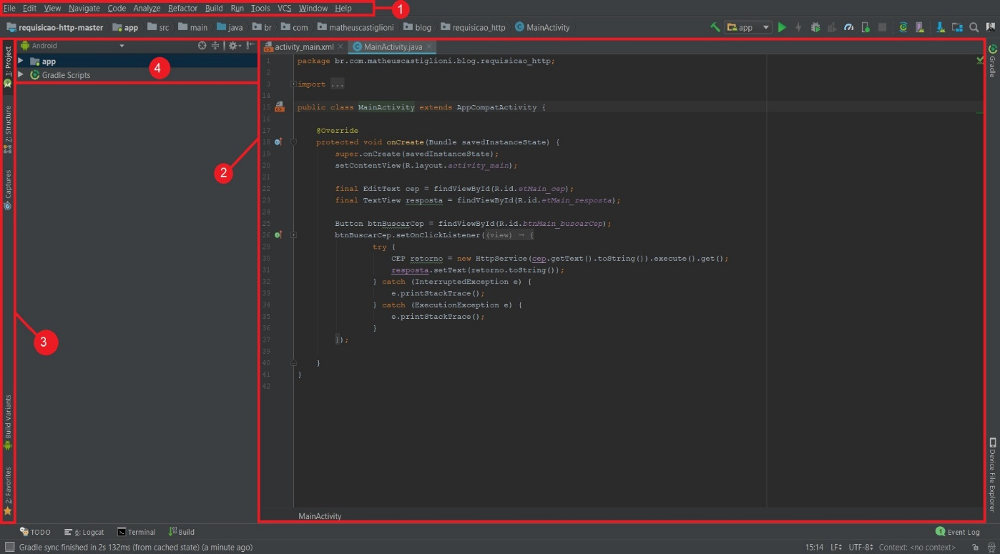 File Edit View Navigate Code Analyze Refactor Build Run Tools VCS Window Help
1
requisicao-http-master app src main java br com matheuscastiglioni blog requisicao_http MainActivity
app
1: Project
Z: Structure
Captures
Build Variants
2: Favorites
Android
app
Gradle Scripts
4
2
3
activity_main.xml
MainActivity.java
1 package br.com.matheuscastiglioni.blog.requisicao_http;
2
3 import ...
14
15 public class MainActivity extends AppCompatActivity {
16
17 @Override
18 protected void onCreate(Bundle savedInstanceState) {
19 super.onCreate(savedInstanceState);
20 setContentView(R.layout.activity_main);
21
22 final EditText cep = findViewById(R.id.etMain_cep);
23 final TextView resposta = findViewById(R.id.etMain_resposta);
24
25 Button btnBuscarCep = findViewById(R.id.btnMain_buscarCep);
26 btnBuscarCep.setOnClickListener((view) → {
29 try {
30 CEP retorno = new HttpService(cep.getText().toString()).execute().get();
31 resposta.setText(retorno.toString());
32 } catch (InterruptedException e) {
33 e.printStackTrace();
34 } catch (ExecutionException e) {
35 e.printStackTrace();
36 }
37 });
39
40 }
41 }
42
MainActivity
Gradle
Device File Explorer
TODO 6: Logcat Terminal Build
1 Event Log
Gradle sync finished in 2s 132ms (from cached state) (a minute ago)
15:14 LF UTF-8 Context: <no context>